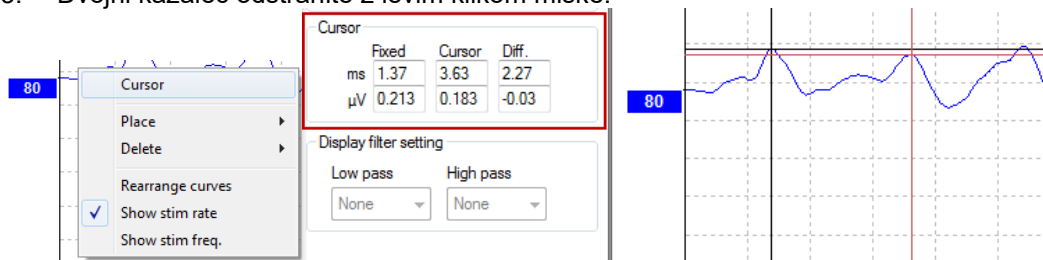 Dvojni kazalec odstranite z levim klikom miške.
80
Cursor
Place
Delete
Rearrange curves
Show stim rate
Show stim freq.
Cursor
Fixed Cursor Diff.
ms 1.37 3.63 2.27
µV 0.213 0.183 -0.03
Display filter setting
Low pass High pass
None None
80